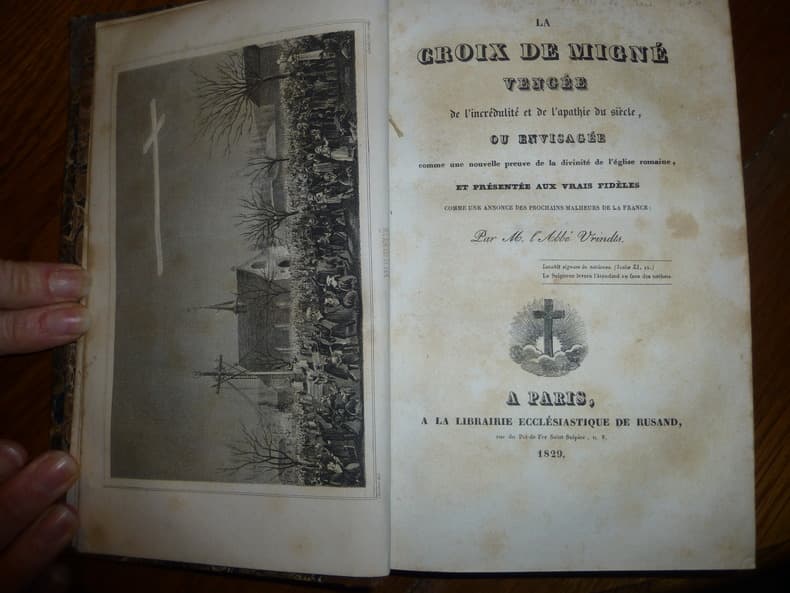 LA
CROIX DE MIGNÉ
VENGÉE
de l'incrédulité et de l'apathie du siècle,
OU ENVISAGÉE
comme une nouvelle preuve de la divinité de l'église romaine,
ET PRÉSENTÉE AUX VRAIS FIDÈLES
COMME UNE ANNONCE DES PROCHAINS MALHEURS DE LA FRANCE:
Par M. l'Abbé Vrindts.
Levabit signum in nationes. (Isaïe XI, 12.)
Le Seigneur levera l'étendard en face des nations.
A PARIS,
A LA LIBRAIRIE ECCLÉSIASTIQUE DE RUSAND,
rue du Pot-de-Fer Saint-Sulpice, n. 8.
1829.